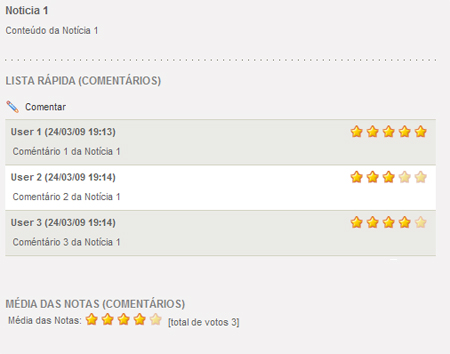 Noticia 1
Conteúdo da Notícia 1
LISTA RÁPIDA (COMENTÁRIOS)
Comentar
User 1 (24/03/09 19:13)
Coméntário 1 da Notícia 1
User 2 (24/03/09 19:14)
Comentário 2 da Notícia 1
User 3 (24/03/09 19:14)
Comentário 3 da Notícia 1
MÉDIA DAS NOTAS (COMENTÁRIOS)
Média das Notas: [total de votos 3]